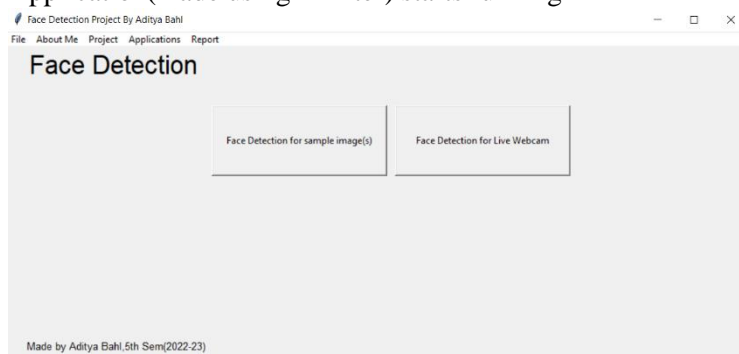 Face Detection Project By Aditya Bahl
File About Me Project Applications Report
Face Detection
Face Detection for sample image(s) Face Detection for Live Webcam
Made by Aditya Bahl,5th Sem(2022-23)